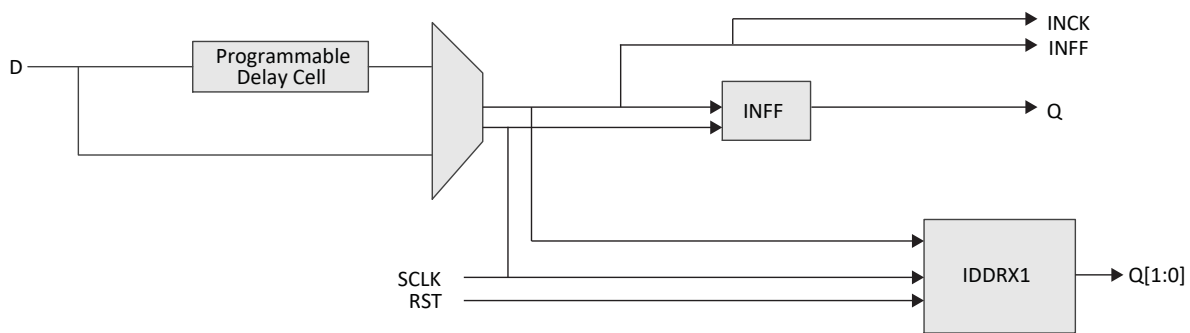 INCK
INFF
D
Programmable
Delay Cell
INFF
Q
SCLK
RST
IDDRX1
Q[1:0]